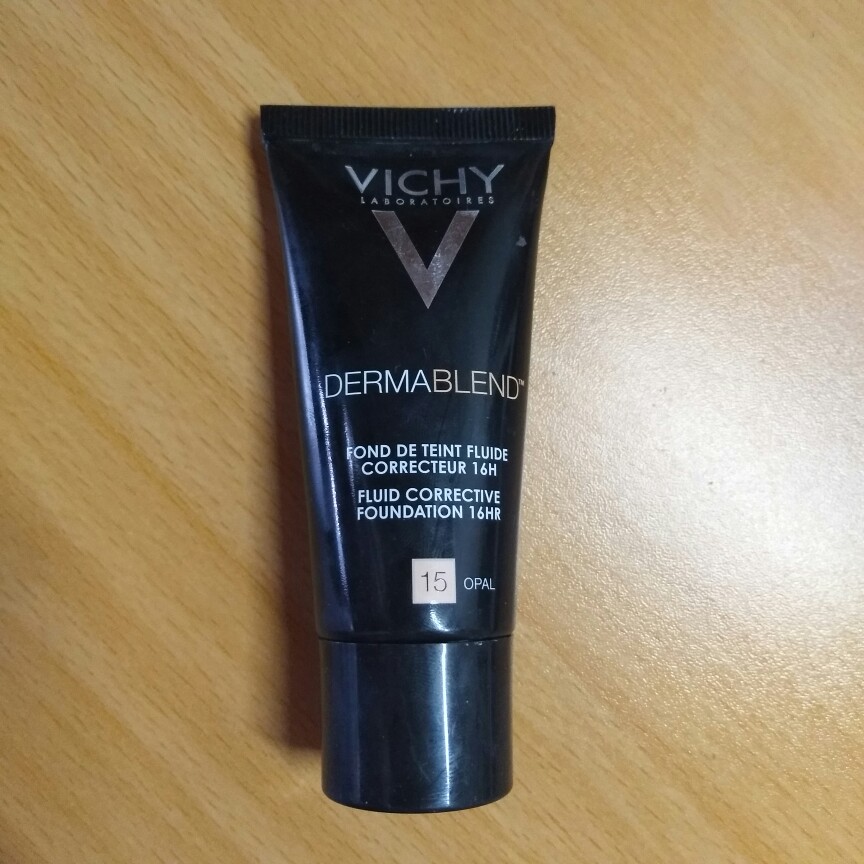 VICHY
LABORATOIRES
V
DERMABLEND™
FOND DE TEINT FLUIDE
CORRECTEUR 16H
FLUID CORRECTIVE
FOUNDATION 16HR
15 OPAL